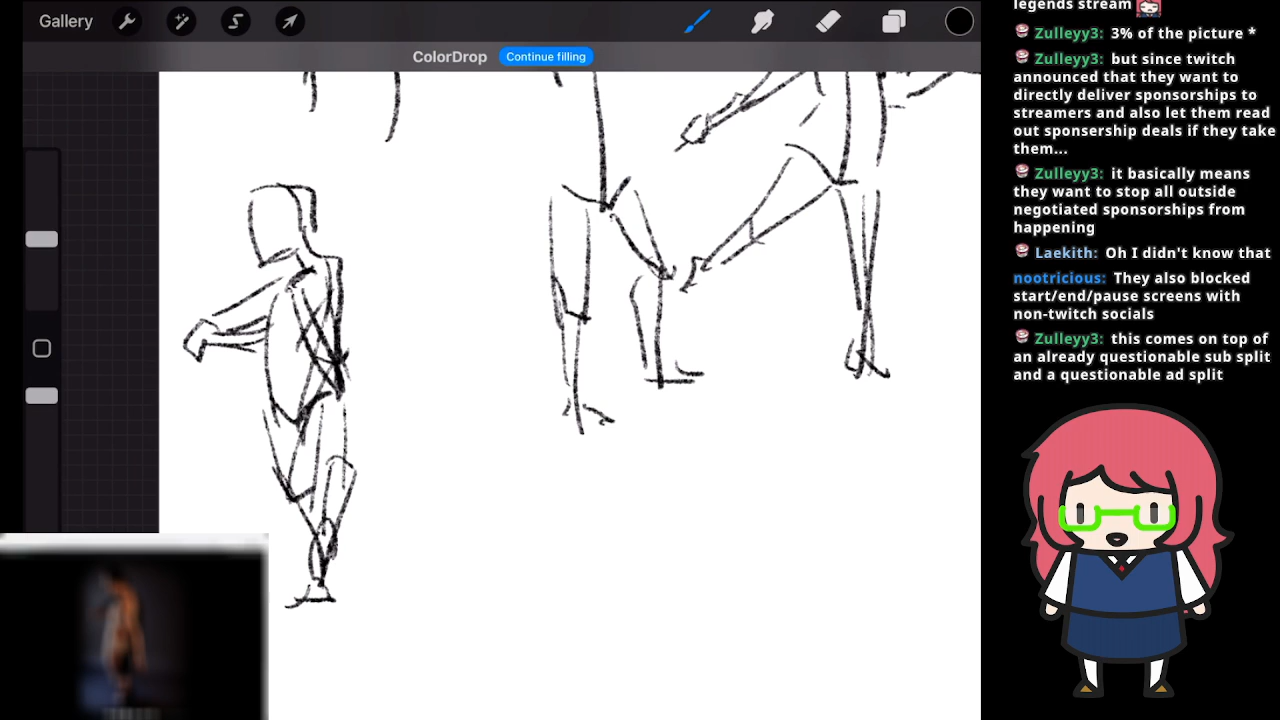 Gallery
ColorDrop Continue filling
legends stream
Zulleyy3: 3% of the picture *
Zulleyy3: but since twitch
announced that they want to
directly deliver sponsorships to
streamers and also let them read
out sponsership deals if they take
them...
Zulleyy3: it basically means
they want to stop all outside
negotiated sponsorships from
happening
Laekith: Oh I didn't know that
nootricious: They also blocked
start/end/pause screens with
non-twitch socials
Zulleyy3: this comes on top of
an already questionable sub split
and a questionable ad split